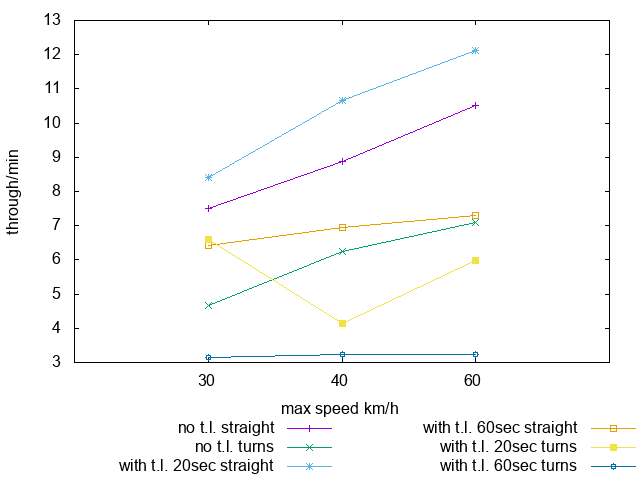 13
12
11
10
9
8
7
6
5
4
3
through/min
30 40 60
max speed km/h
no t.l. straight
no t.l. turns
with t.l. 20sec straight
with t.l. 60sec straight
with t.l. 20sec turns
with t.l. 60sec turns